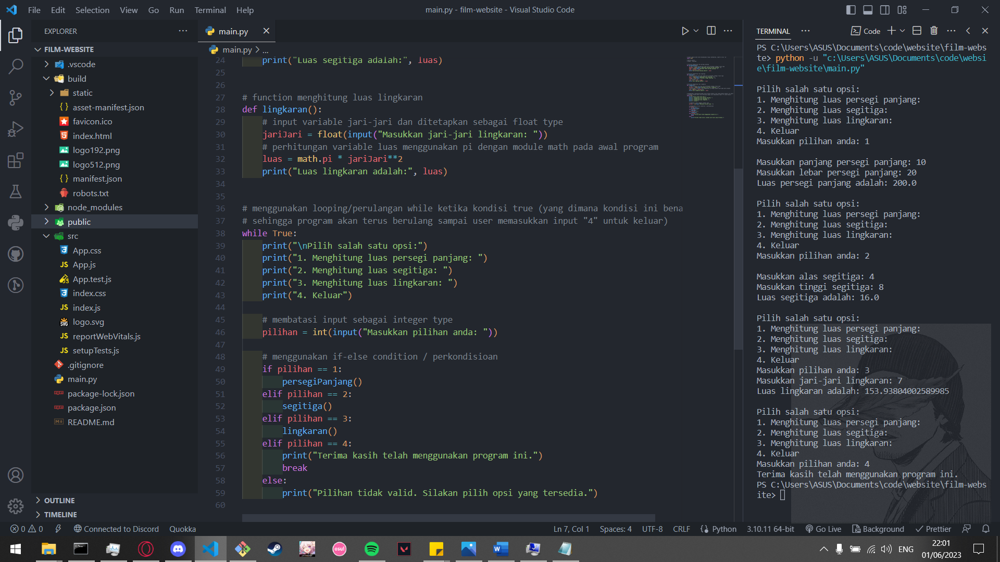 File Edit Selection View Go Run Terminal Help
main.py - film-website - Visual Studio Code
EXPLORER
FILM-WEBSITE
.vscode
build
static
asset-manifest.json
favicon.ico
index.html
logo192.png
logo512.png
manifest.json
robots.txt
node_modules
public
src
App.css
App.js
App.test.js
index.css
index.js
logo.svg
reportWebVitals.js
setupTests.js
.gitignore
main.py
package-lock.json
package.json
README.md
OUTLINE
TIMELINE
main.py
main.py > ...
24 print("Luas segitiga adalah:", luas)
25
26
27 # function menghitung luas lingkaran
28 def lingkaran():
29 # input variable jari-jari dan ditetapkan sebagai float type
30 jariJari = float(input("Masukkan jari-jari lingkaran: "))
31 # perhitungan variable luas menggunakan pi dengan module math pada awal program
32 luas = math.pi * jariJari**2
33 print("Luas lingkaran adalah:", luas)
34
35
36 # menggunakan looping/perulangan while ketika kondisi true (yang dimana kondisi ini bena
37 # sehingga program akan terus berulang sampai user memasukkan input "4" untuk keluar)
38 while True:
39 print("\nPilih salah satu opsi:")
40 print("1. Menghitung luas persegi panjang: ")
41 print("2. Menghitung luas segitiga: ")
42 print("3. Menghitung luas lingkaran: ")
43 print("4. Keluar")
44
45 # membatasi input sebagai integer type
46 pilihan = int(input("Masukkan pilihan anda: "))
47
48 # menggunakan if-else condition / perkondisioan
49 if pilihan == 1:
50 persegiPanjang()
51 elif pilihan == 2:
52 segitiga()
53 elif pilihan == 3:
54 lingkaran()
55 elif pilihan == 4:
56 print("Terima kasih telah menggunakan program ini.")
57 break
58 else:
59 print("Pilihan tidak valid. Silakan pilih opsi yang tersedia.")
60
TERMINAL
Code
PS C:\Users\ASUS\Documents\code\website\film-webs
ite> python -u "c:\Users\ASUS\Documents\code\websi
e\film-website\main.py"
Pilih salah satu opsi:
1. Menghitung luas persegi panjang:
2. Menghitung luas segitiga:
3. Menghitung luas lingkaran:
4. Keluar
Masukkan pilihan anda: 1
Masukkan panjang persegi panjang: 10
Masukkan lebar persegi panjang: 20
Luas persegi panjang adalah: 200.0
Pilih salah satu opsi:
1. Menghitung luas persegi panjang:
2. Menghitung luas segitiga:
3. Menghitung luas lingkaran:
4. Keluar
Masukkan pilihan anda: 2
Masukkan alas segitiga: 4
Masukkan tinggi segitiga: 8
Luas segitiga adalah: 16.0
Pilih salah satu opsi:
1. Menghitung luas persegi panjang:
2. Menghitung luas segitiga:
3. Menghitung luas lingkaran:
4. Keluar
Masukkan pilihan anda: 3
Masukkan jari-jari lingkaran: 7
Luas lingkaran adalah: 153.93804002589985
Pilih salah satu opsi:
1. Menghitung luas persegi panjang:
2. Menghitung luas segitiga:
3. Menghitung luas lingkaran:
4. Keluar
Masukkan pilihan anda: 4
Terima kasih telah menggunakan program ini.
PS C:\Users\ASUS\Documents\code\website\film-webs
ite>
0 0 Connected to Discord Quokka
Ln 7, Col 1 Spaces: 4 UTF-8 CRLF Python 3.10.11 64-bit Go Live Background Prettier
osu!
ENG
22:01
01/06/2023